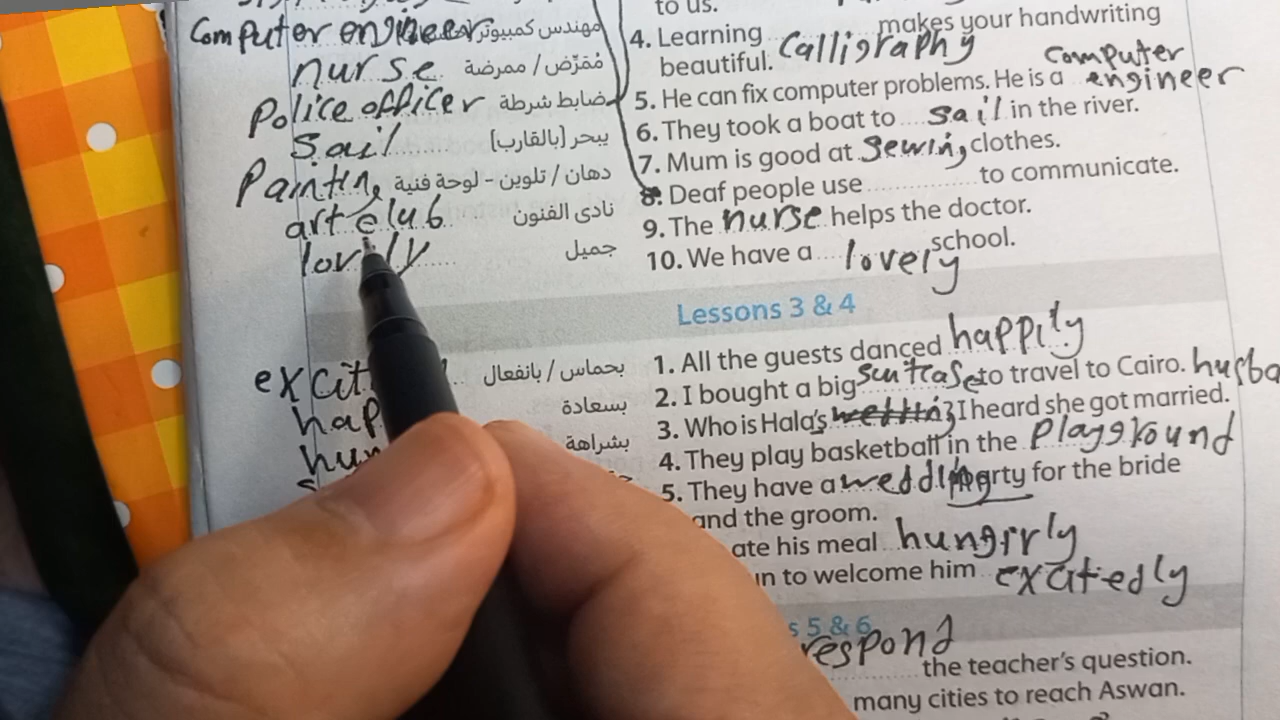 Computer engineer مهندس كمبيوتر
nurse مُمَرِّض / ممرضة
Police officer ضابط شرطة
Sail يبحر (بالقارب)
Painting دهان / تلوين - لوحة فنية
art club نادى الفنون
lovely جميل
to us.
4. Learning ... makes your handwriting
beautiful. Calligraphy
5. He can fix computer problems. He is a computer engineer
6. They took a boat to sail in the river.
7. Mum is good at sewing clothes.
8. Deaf people use ... to communicate.
9. The nurse helps the doctor.
10. We have a lovely school.
Lessons 3 & 4
بحماس / بانفعال
hap بسعادة
hun بشراهة
1. All the guests danced happily
2. I bought a big suitcase to travel to Cairo.
3. Who is Hala's husba I heard she got married.
4. They play basketball in the Playground
5. They have a wedding party for the bride
and the groom.
ate his meal hungrrly
to welcome him excitedly
5 & 6
respond the teacher's question.
many cities to reach Aswan.